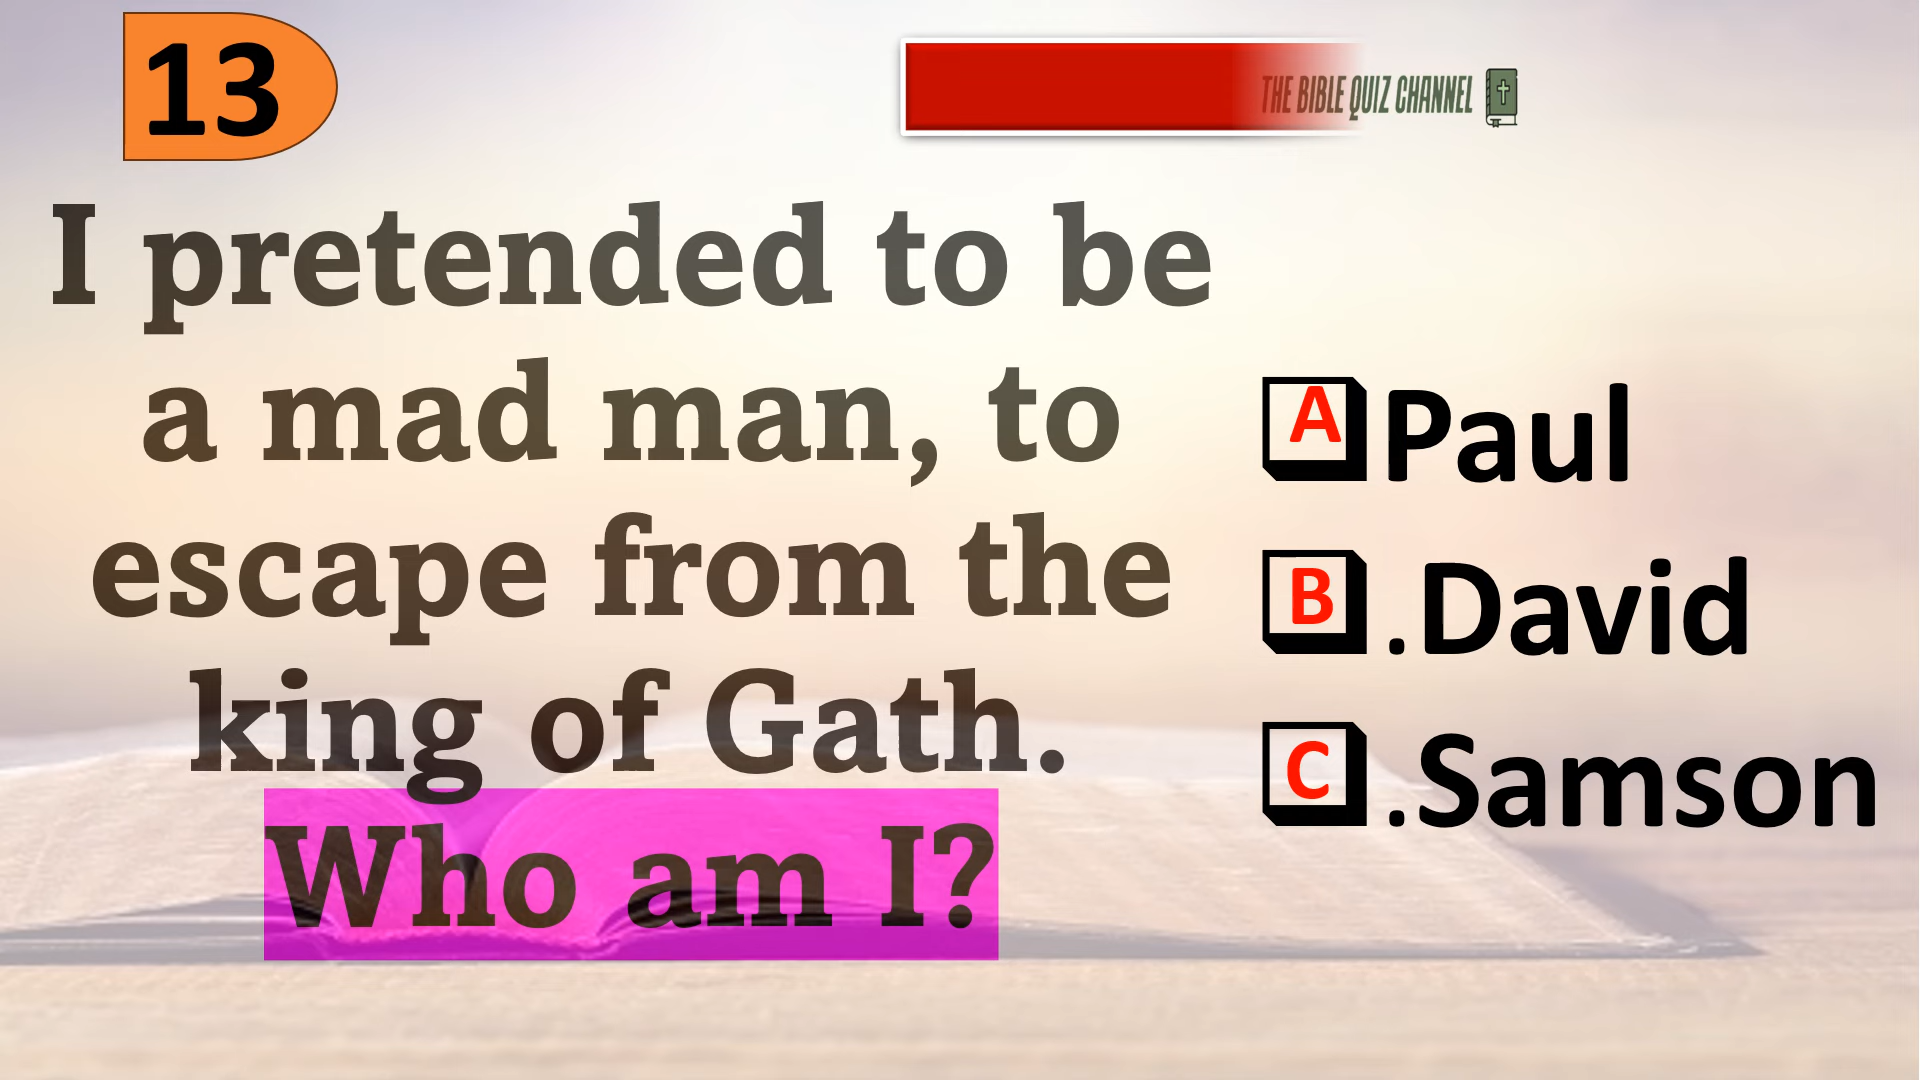 13
THE BIBLE QUIZ CHANNEL
I pretended to be
a mad man, to
escape from the
king of Gath.
Who am I?
A Paul
B .David
C .Samson